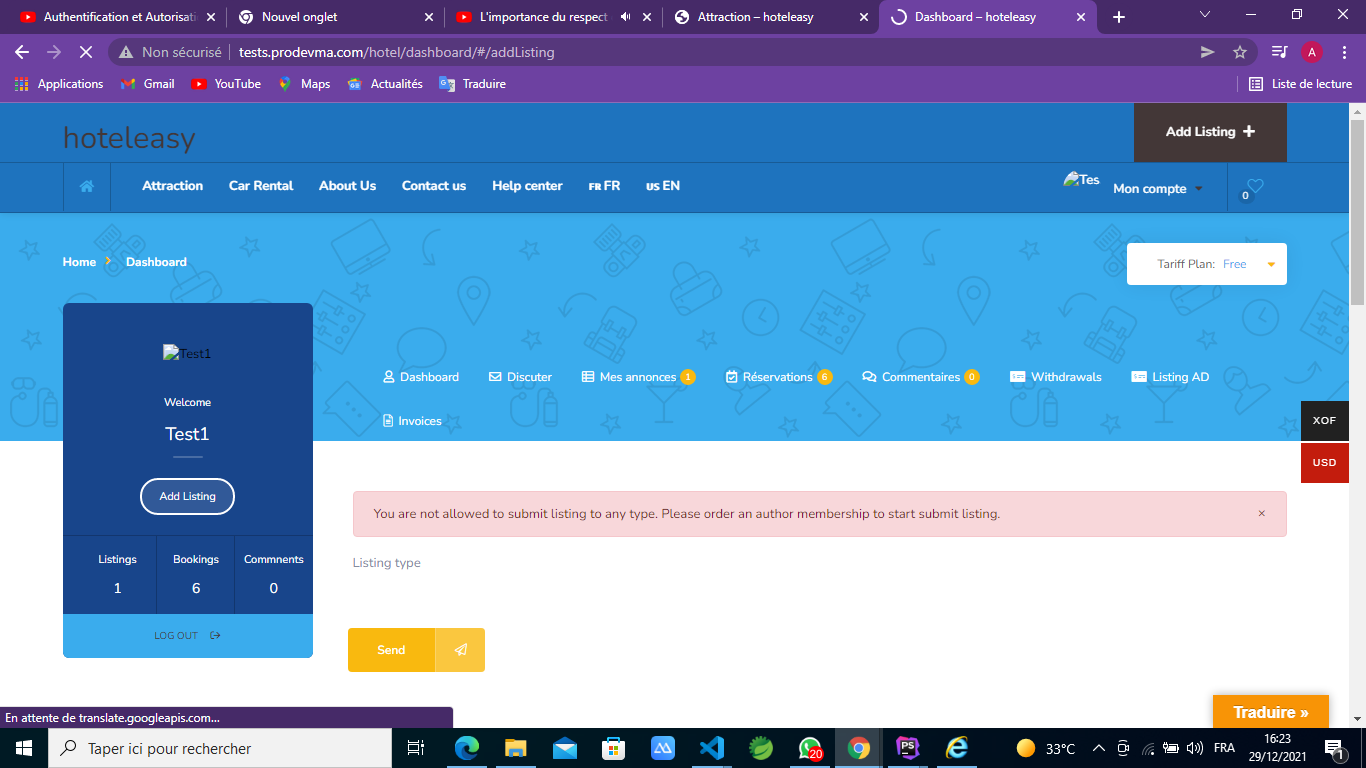 Authentification et Autorisati
Nouvel onglet
L'importance du respect
Attraction – hoteleasy
Dashboard – hoteleasy
Non sécurisé
tests.prodevma.com/hotel/dashboard/#/addListing
A
Applications
Gmail
YouTube
Maps
Actualités
Traduire
Liste de lecture
hoteleasy
Add Listing
Attraction
Car Rental
About Us
Contact us
Help center
FR FR
US EN
Tes
Mon compte
0
Home
Dashboard
Tariff Plan: Free
Test1
Welcome
Test1
Add Listing
Listings
Bookings
Commnents
1
6
0
LOG OUT
Dashboard
Discuter
Mes annonces 1
Réservations 6
Commentaires 0
Withdrawals
Listing AD
Invoices
XOF
USD
You are not allowed to submit listing to any type. Please order an author membership to start submit listing.
Listing type
Send
Traduire »
En attente de translate.googleapis.com...
Taper ici pour rechercher
20
PS
33°C
FRA
16:23
29/12/2021
1